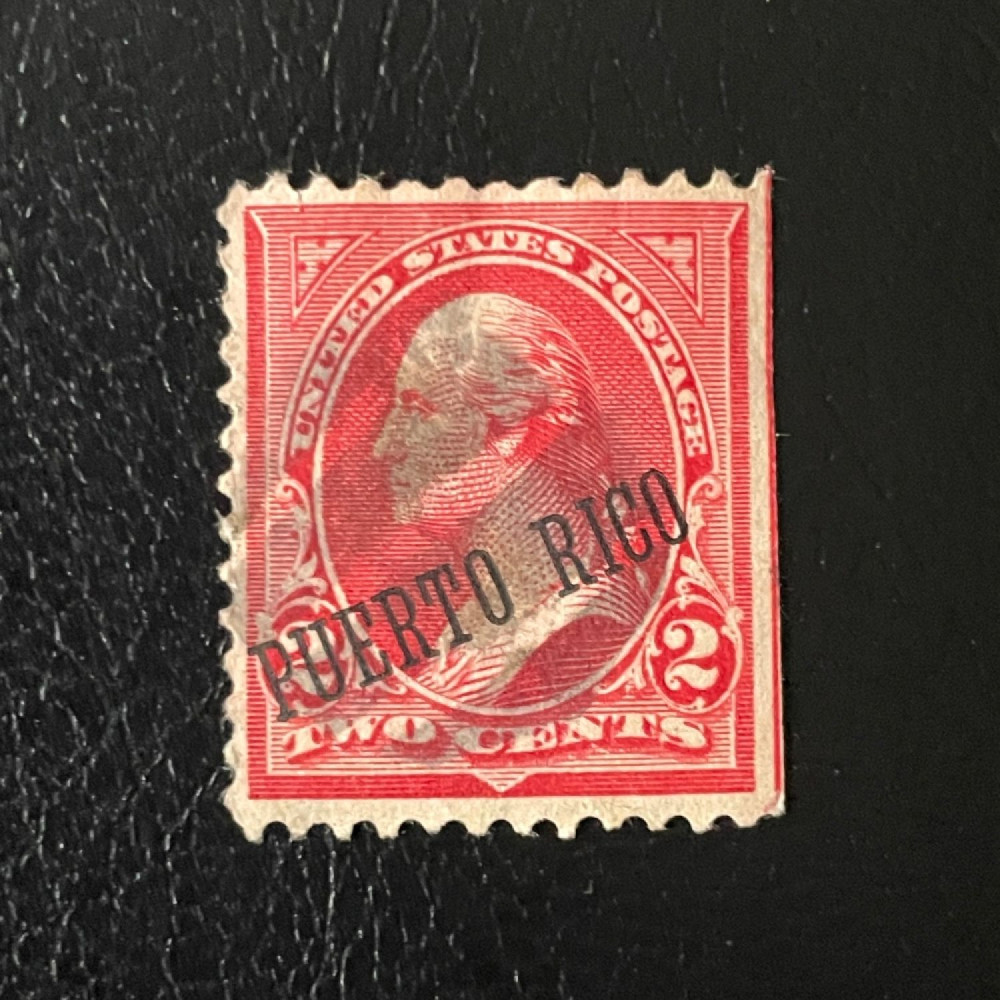 UNITED STATES POSTAGE
PUERTO RICO
2 2
TWO CENTS